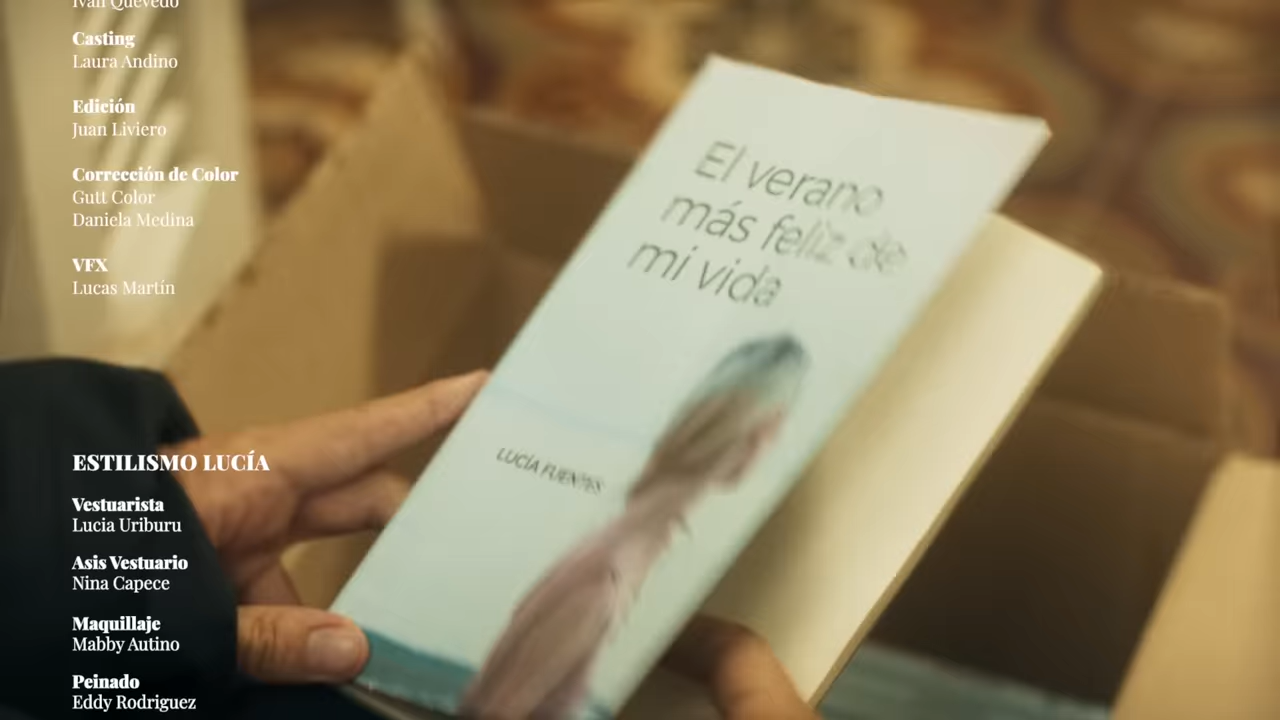 Iván Quevedo
Casting
Laura Andino
Edición
Juan Liviero
Corrección de Color
Gutt Color
Daniela Medina
VFX
Lucas Martín
ESTILISMO LUCÍA
Vestuarista
Lucia Uriburu
Asis Vestuario
Nina Capece
Maquillaje
Mabby Autino
Peinado
Eddy Rodriguez
El verano
más feliz de
mi vida
LUCÍA FUENTES